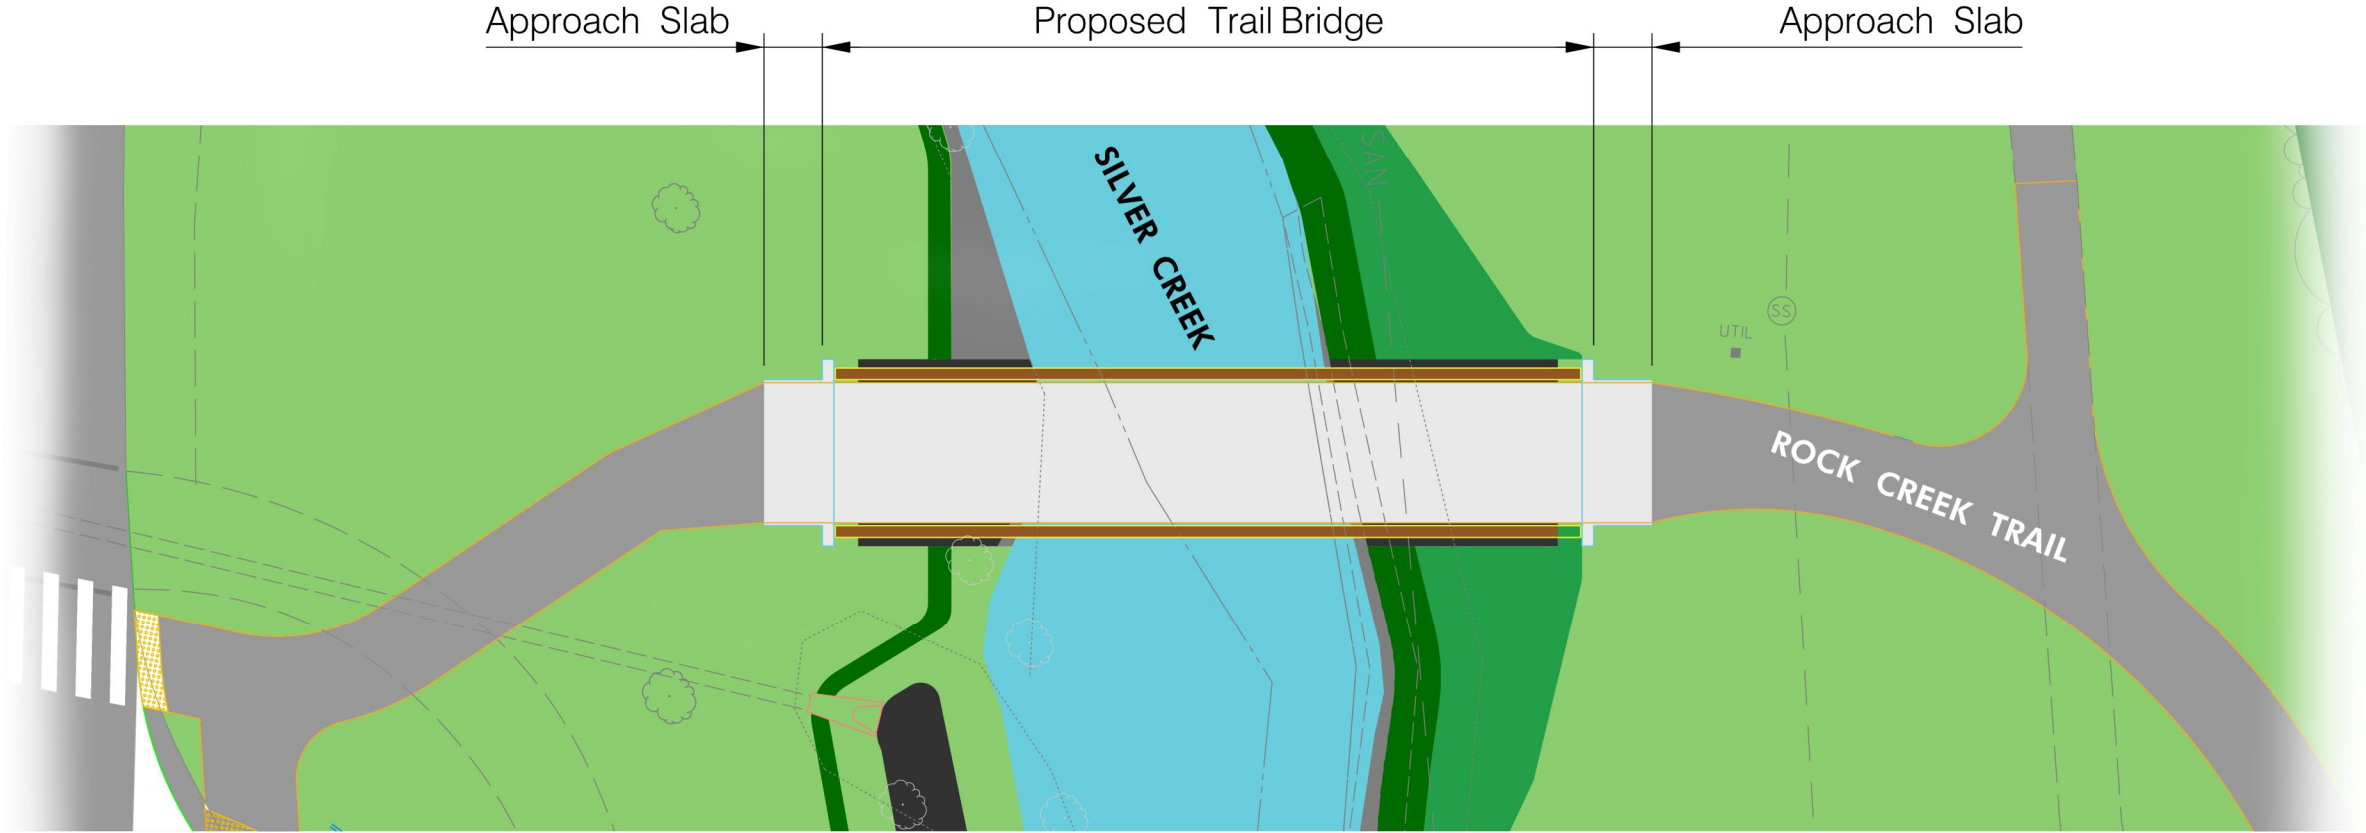 Approach Slab
Proposed Trail Bridge
Approach Slab
SILVER CREEK
SAN
SS
UTIL
ROCK CREEK TRAIL